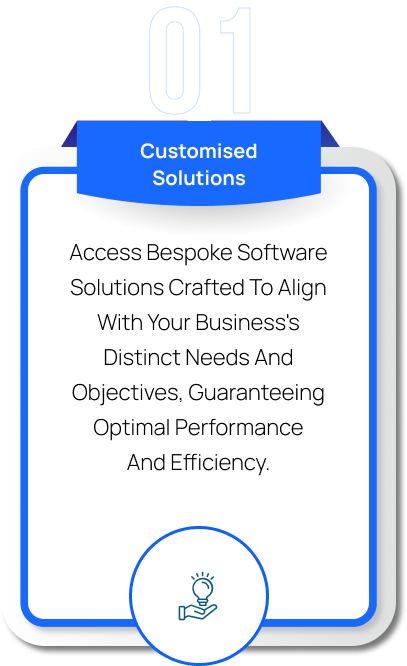 01
Customised
Solutions
Access Bespoke Software
Solutions Crafted To Align
With Your Business's
Distinct Needs And
Objectives, Guaranteeing
Optimal Performance
And Efficiency.